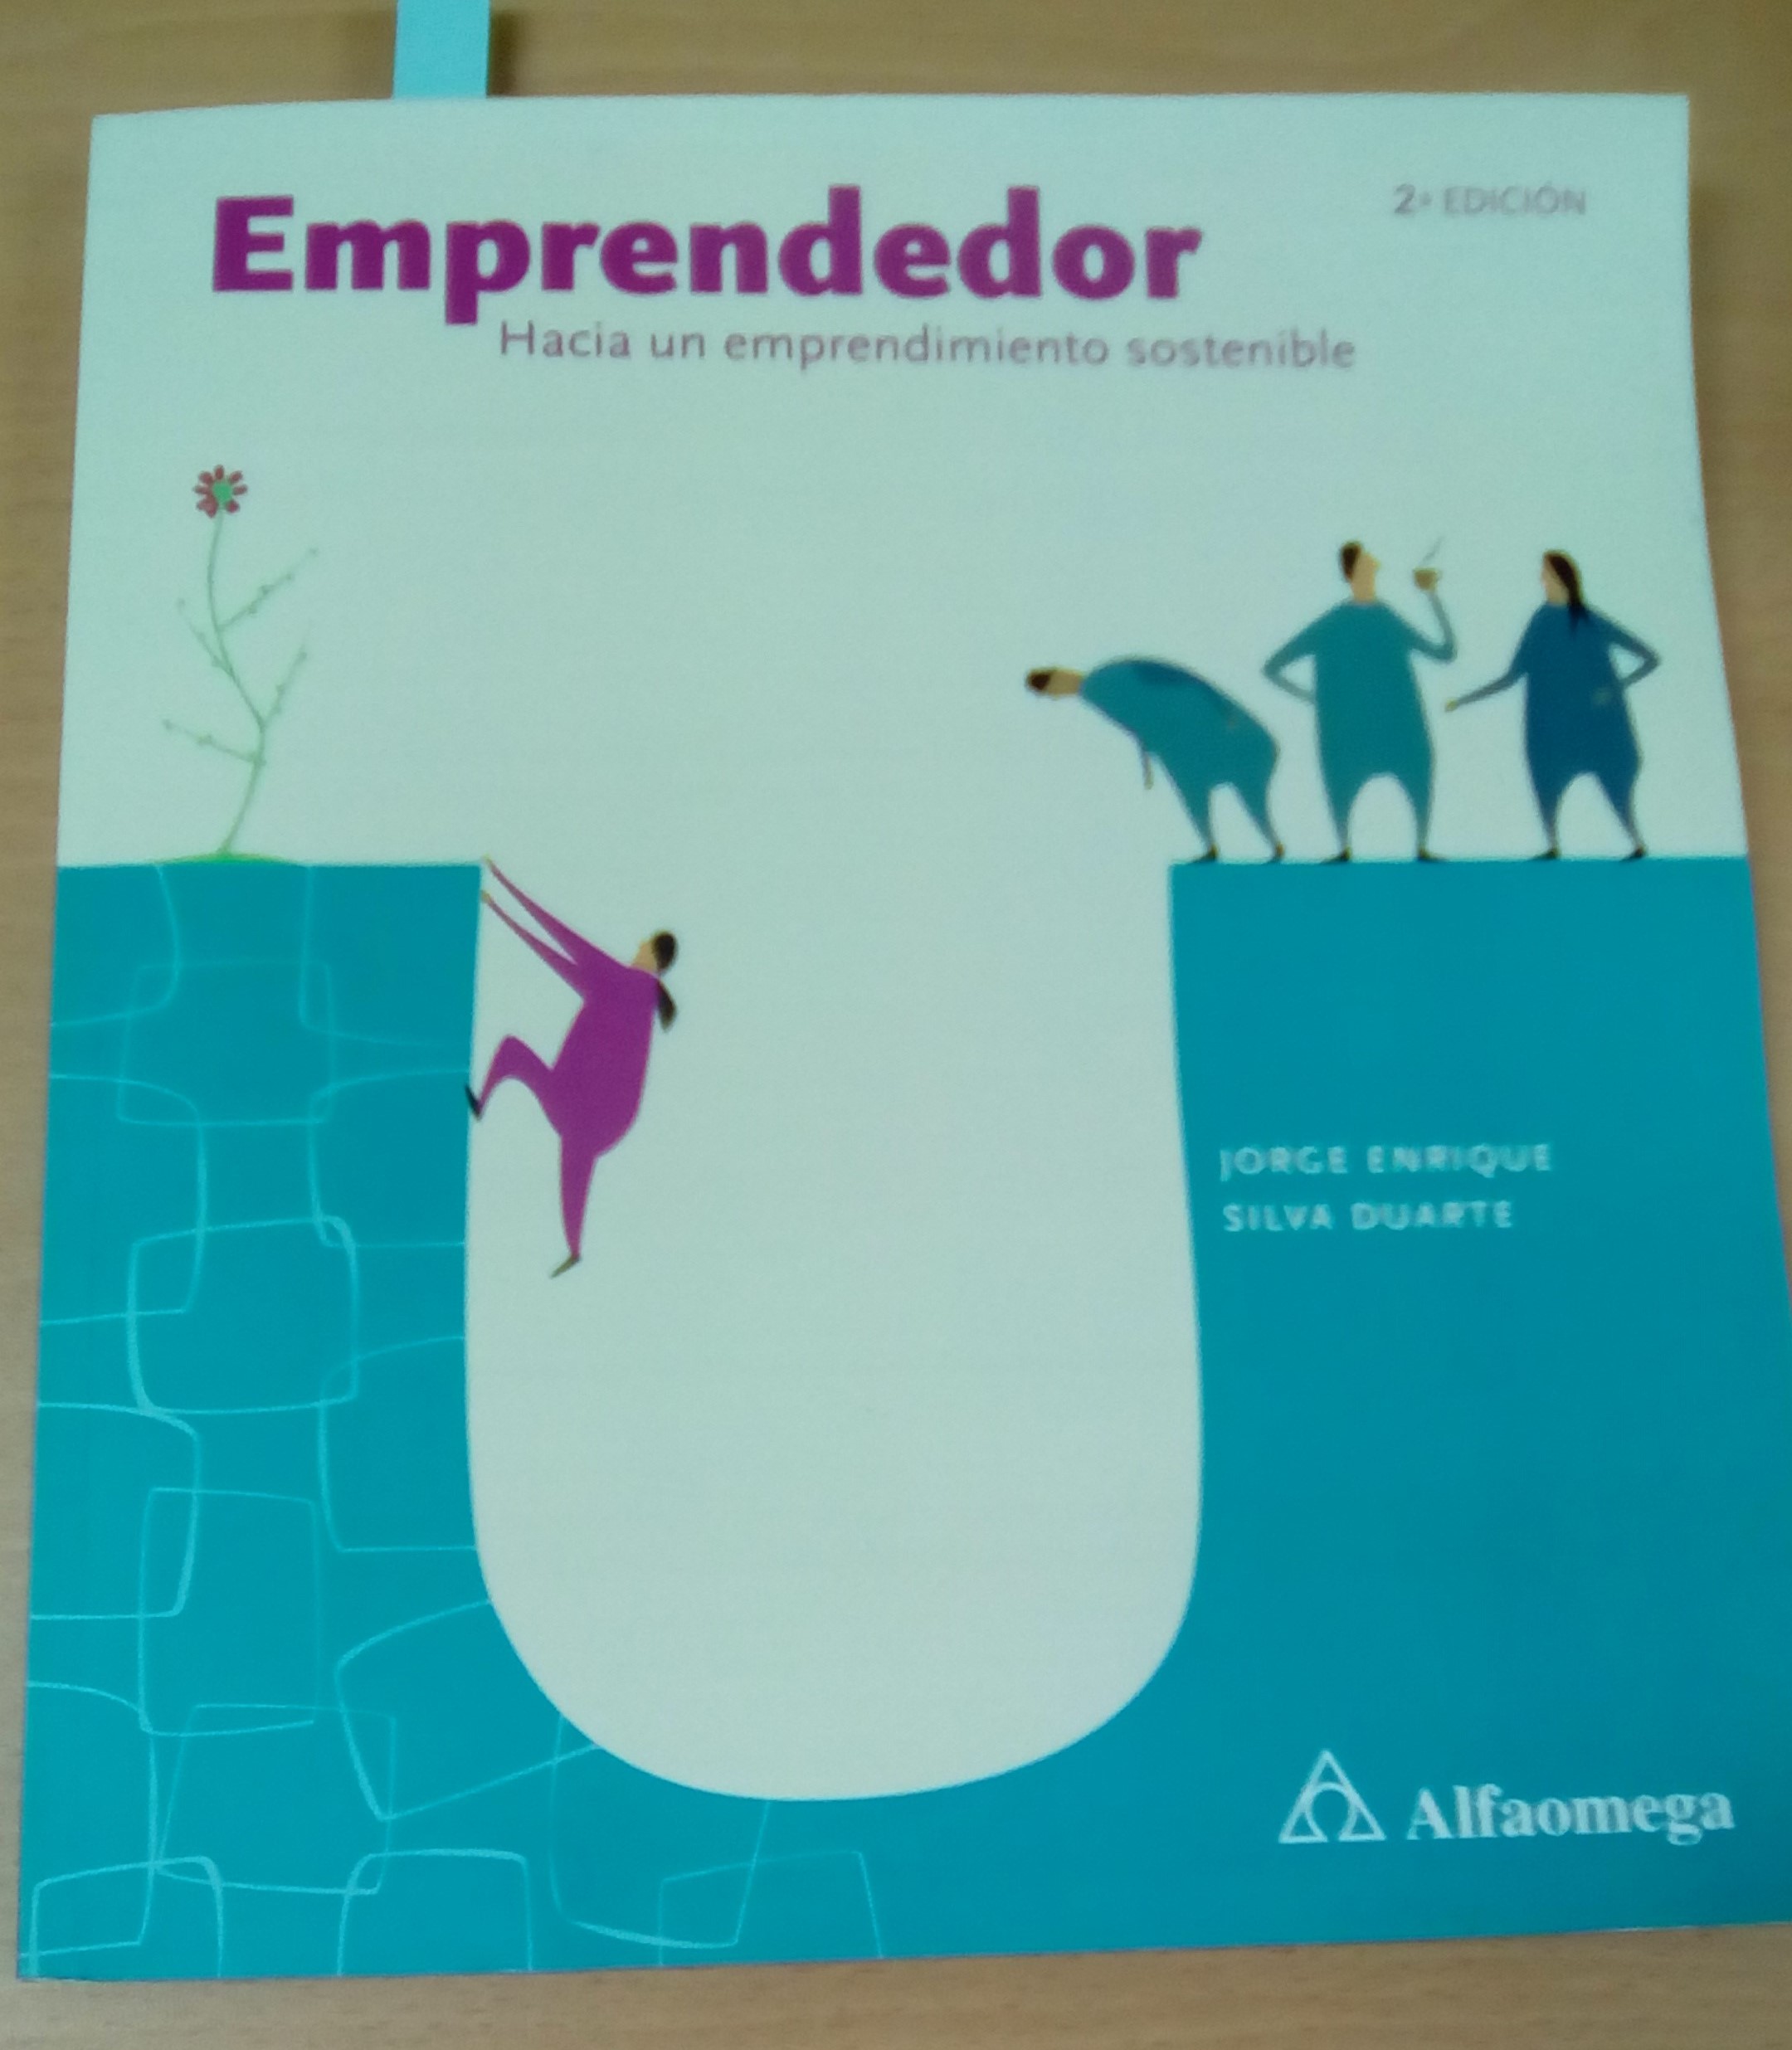 Emprendedor
2ª EDICIÓN
Hacia un emprendimiento sostenible
JORGE ENRIQUE
SILVA DUARTE
Alfaomega